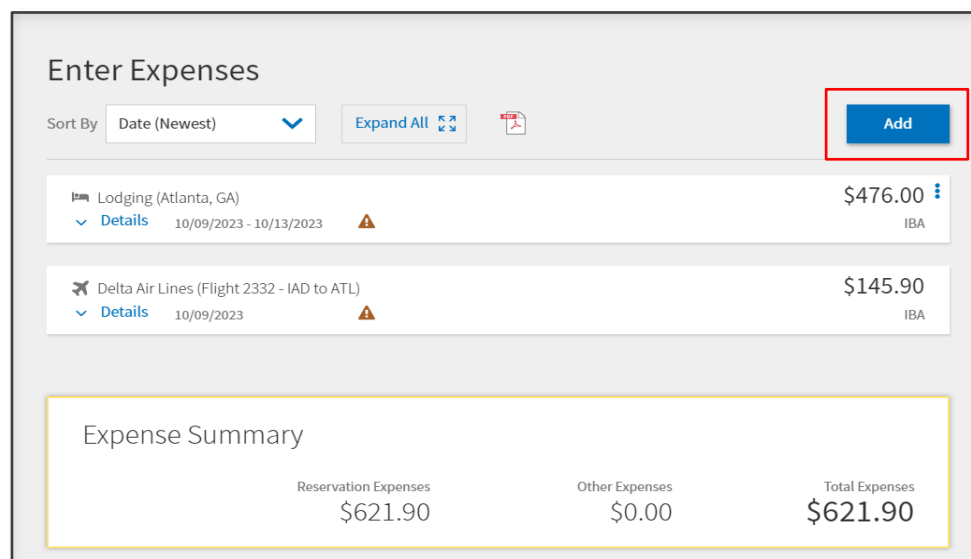 Enter Expenses
Sort By Date (Newest) Expand All PDF Add
Lodging (Atlanta, GA) $476.00
Details 10/09/2023 - 10/13/2023 IBA
Delta Air Lines (Flight 2332 - IAD to ATL) $145.90
Details 10/09/2023 IBA
Expense Summary
Reservation Expenses Other Expenses Total Expenses
$621.90 $0.00 $621.90